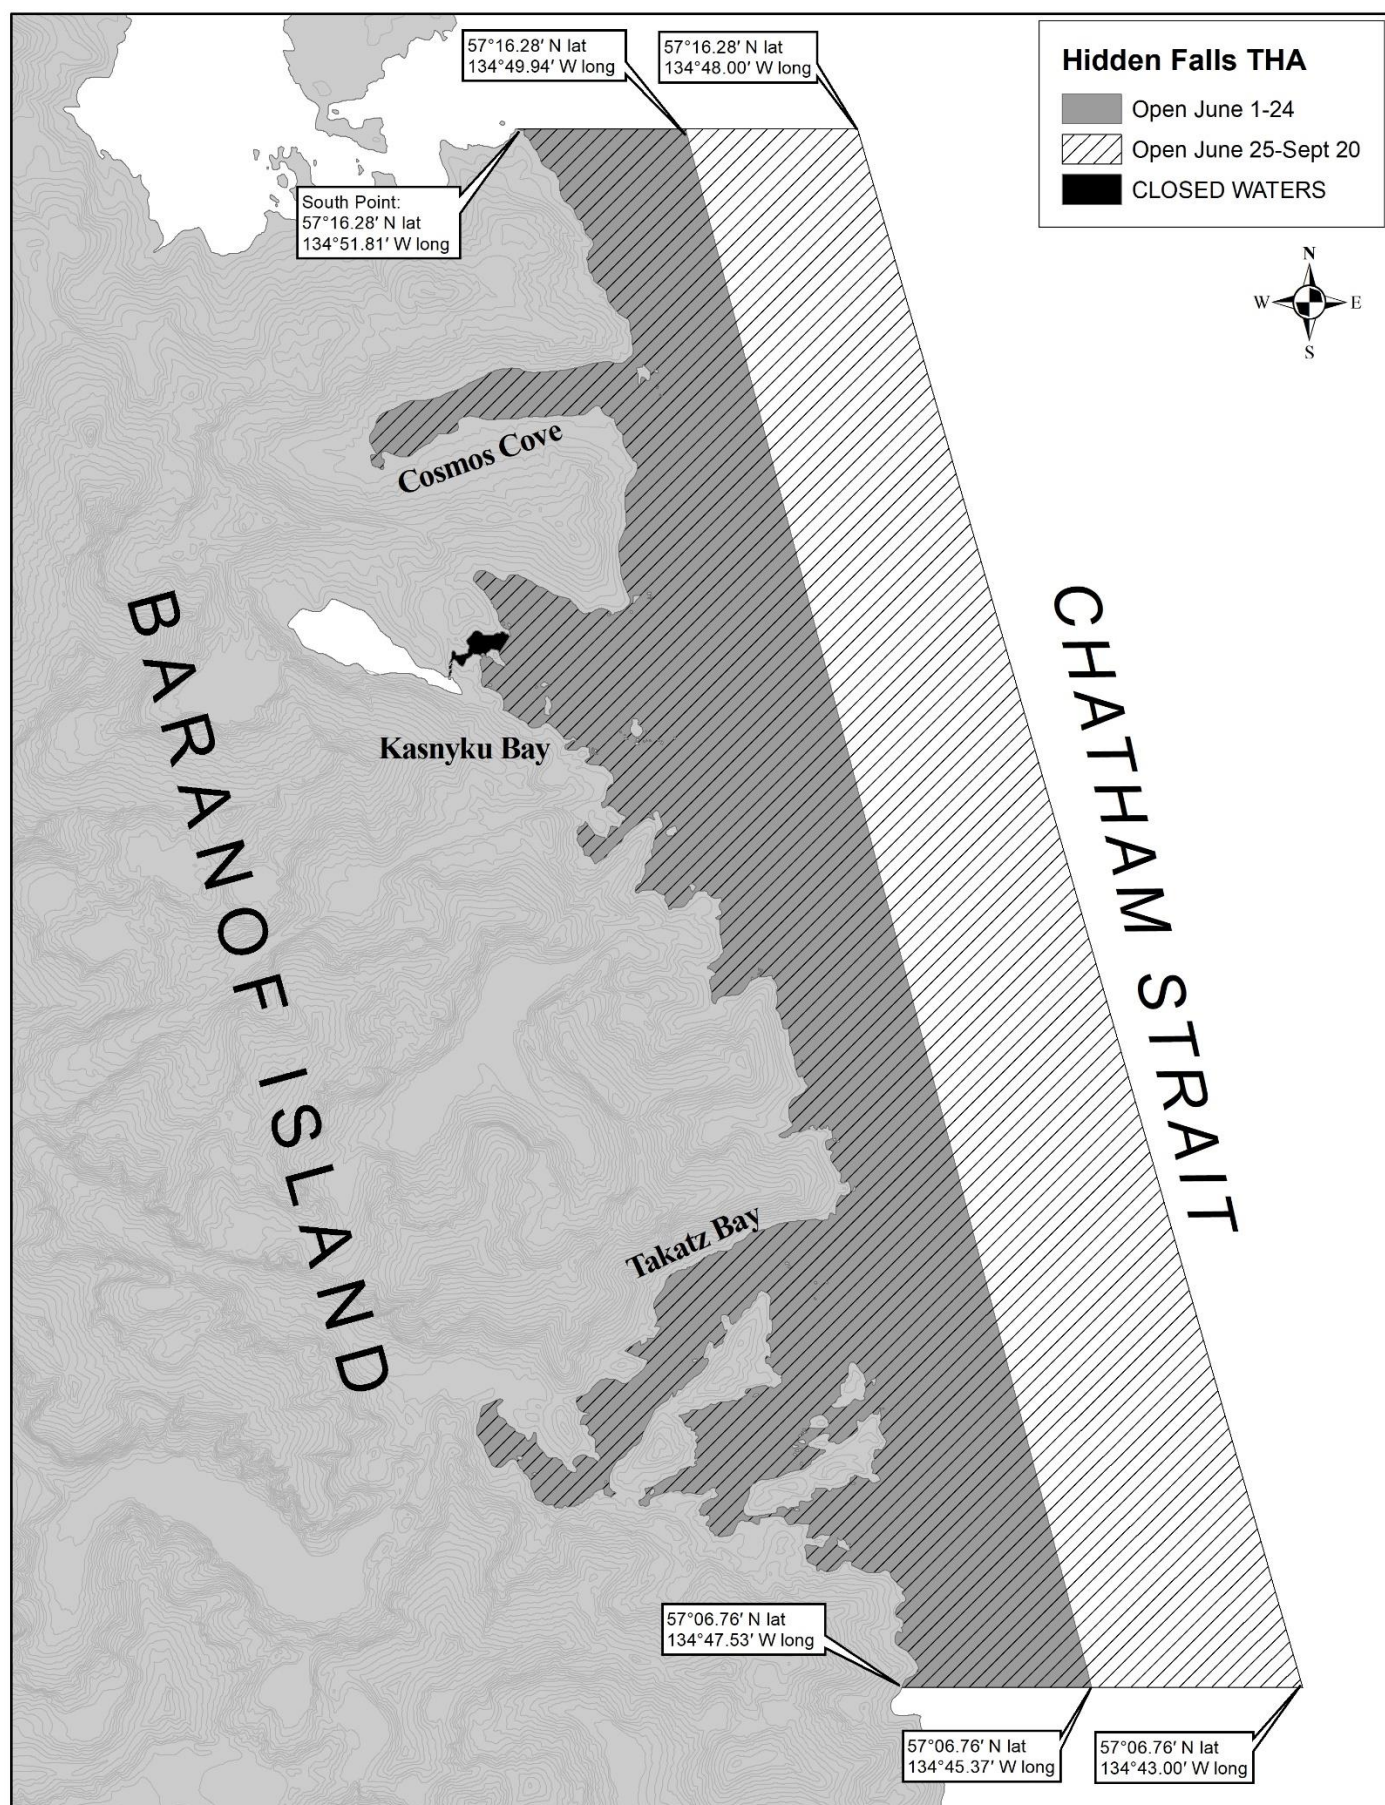 57°16.28′ N lat
134°49.94′ W long
57°16.28′ N lat
134°48.00′ W long
Hidden Falls THA
Open June 1-24
Open June 25-Sept 20
CLOSED WATERS
South Point:
57°16.28′ N lat
134°51.81′ W long
N
W
E
S
Cosmos Cove
BARANOF ISLAND
CHATHAM STRAIT
Kasnyku Bay
Takatz Bay
57°06.76′ N lat
134°47.53′ W long
57°06.76′ N lat
134°45.37′ W long
57°06.76′ N lat
134°43.00′ W long